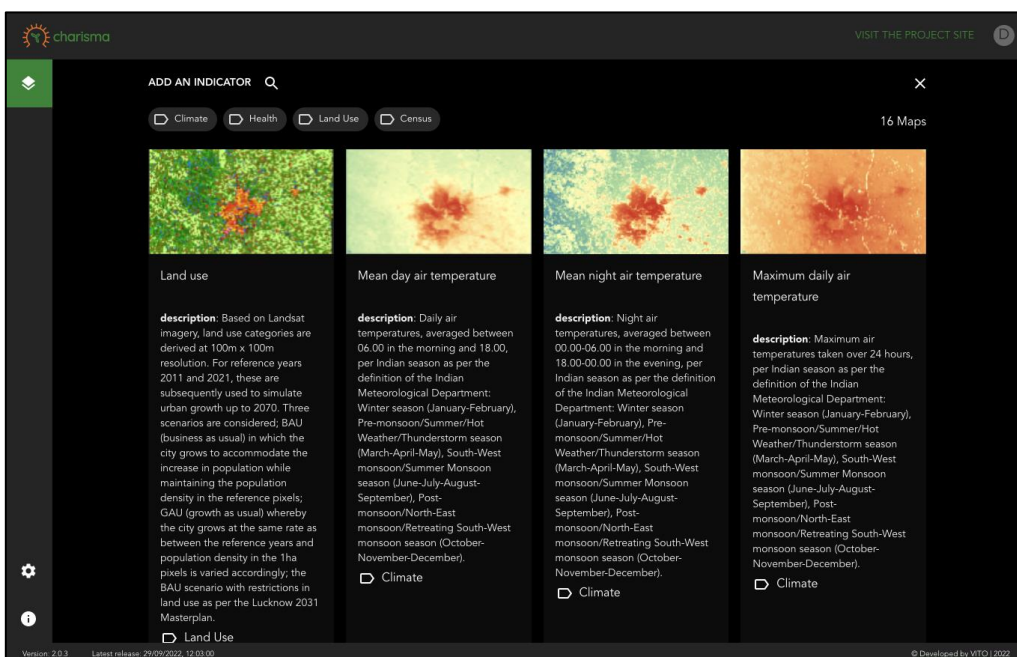 charisma
VISIT THE PROJECT SITE
D
ADD AN INDICATOR
Climate
Health
Land Use
Census
16 Maps
Land use
description: Based on Landsat
imagery, land use categories are
derived at 100m x 100m
resolution. For reference years
2011 and 2021, these are
subsequently used to simulate
urban growth up to 2070. Three
scenarios are considered; BAU
(business as usual) in which the
city grows to accommodate the
increase in population while
maintaining the population
density in the reference pixels;
GAU (growth as usual) whereby
the city grows at the same rate as
between the reference years and
population density in the 1ha
pixels is varied accordingly; the
BAU scenario with restrictions in
land use as per the Lucknow 2031
Masterplan.
Land Use
Mean day air temperature
description: Daily air
temperatures, averaged between
06.00 in the morning and 18.00,
per Indian season as per the
definition of the Indian
Meteorological Department:
Winter season (January-February),
Pre-monsoon/Summer/Hot
Weather/Thunderstorm season
(March-April-May), South-West
monsoon/Summer Monsoon
season (June-July-August-
September), Post-
monsoon/North-East
monsoon/Retreating South-West
monsoon season (October-
November-December).
Climate
Mean night air temperature
description: Night air
temperatures, averaged between
00.00-06.00 in the morning and
18.00-00.00 in the evening, per
Indian season as per the definition
of the Indian Meteorological
Department: Winter season
(January-February), Pre-
monsoon/Summer/Hot
Weather/Thunderstorm season
(March-April-May), South-West
monsoon/Summer Monsoon
season (June-July-August-
September), Post-
monsoon/North-East
monsoon/Retreating South-West
monsoon season (October-
November-December).
Climate
Maximum daily air
temperature
description: Maximum air
temperatures taken over 24 hours,
per Indian season as per the
definition of the Indian
Meteorological Department:
Winter season (January-February),
Pre-monsoon/Summer/Hot
Weather/Thunderstorm season
(March-April-May), South-West
monsoon/Summer Monsoon
season (June-July-August-
September), Post-
monsoon/North-East
monsoon/Retreating South-West
monsoon season (October-
November-December).
Climate
Version: 2.0.3
Latest release: 29/09/2022, 12:03:00
© Developed by VITO | 2022